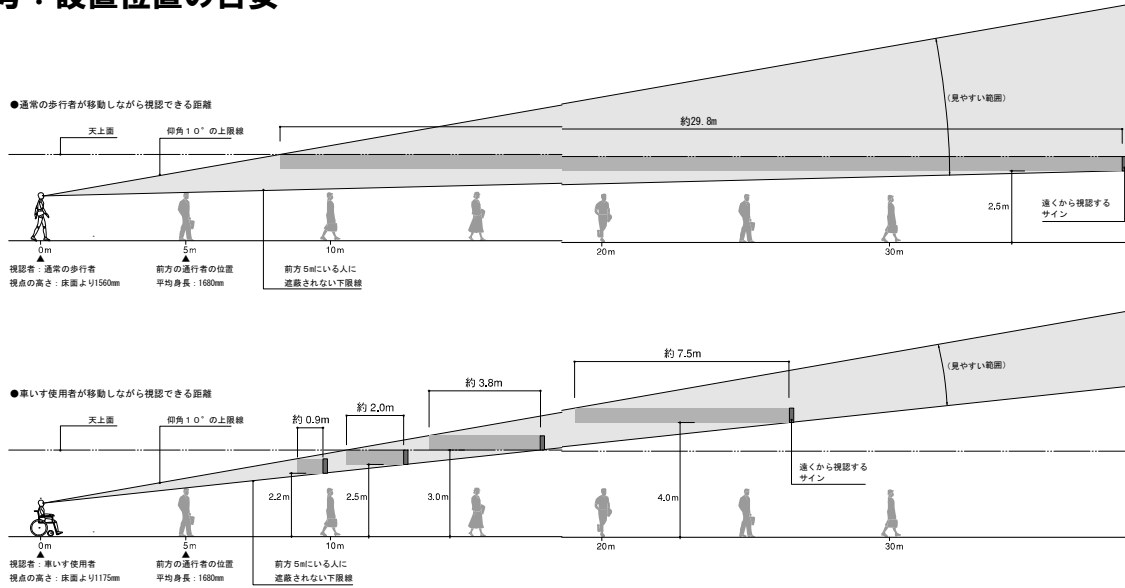 ●通常の歩行者が移動しながら視認できる距離
天上面
仰角10°の上限線
約29.8m
(見やすい範囲)
2.5m
遠くから視認する
サイン
0m
5m
10m
20m
30m
視認者：通常の歩行者
視点の高さ：床面より1560mm
前方の通行者の位置
平均身長：1680mm
前方5mにいる人に
遮蔽されない下限線
●車いす使用者が移動しながら視認できる距離
天上面
仰角10°の上限線
約0.9m
約2.0m
約3.8m
約7.5m
(見やすい範囲)
2.2m
2.5m
3.0m
4.0m
遠くから視認する
サイン
0m
5m
10m
20m
30m
視認者：車いす使用者
視点の高さ：床面より1175mm
前方の通行者の位置
平均身長：1680mm
前方5mにいる人に
遮蔽されない下限線